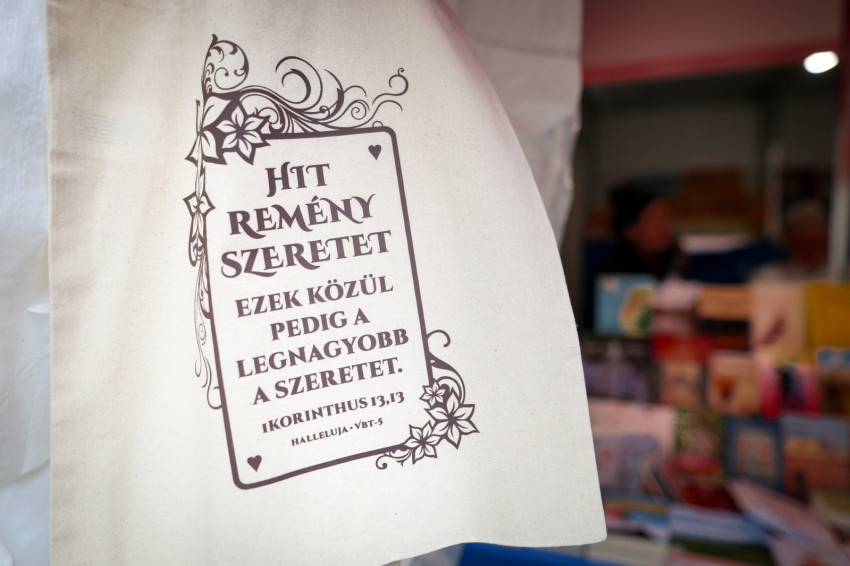 HIT
REMÉNY
SZERETET
EZEK KÖZÜL
PEDIG A
LEGNAGYOBB
A SZERETET.
1KORINTHUS 13,13
HALLELUJA • VBT-5